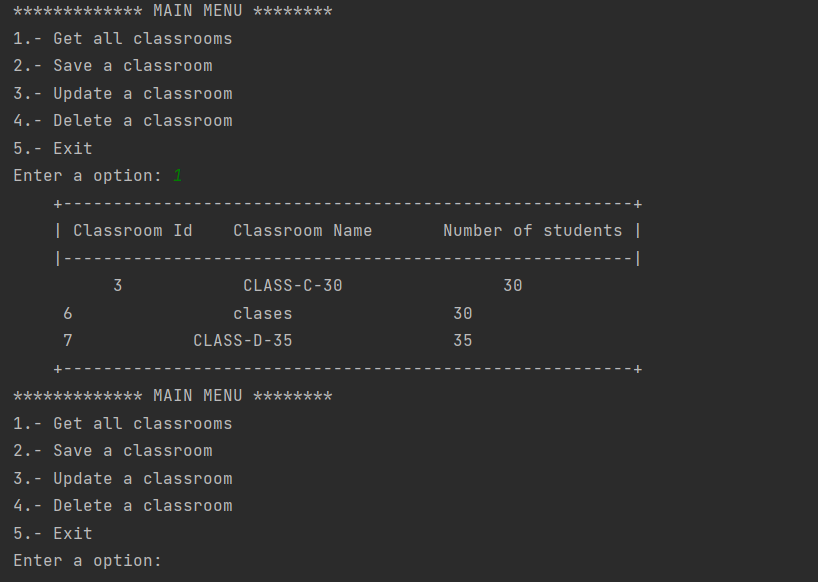 ************* MAIN MENU ********
1.- Get all classrooms
2.- Save a classroom
3.- Update a classroom
4.- Delete a classroom
5.- Exit
Enter a option: 1
    +---------------------------------------------------------+
    | Classroom Id    Classroom Name       Number of students |
    |---------------------------------------------------------|
          3            CLASS-C-30                30
     6                clases                30
     7            CLASS-D-35                35
    +---------------------------------------------------------+
************* MAIN MENU ********
1.- Get all classrooms
2.- Save a classroom
3.- Update a classroom
4.- Delete a classroom
5.- Exit
Enter a option: